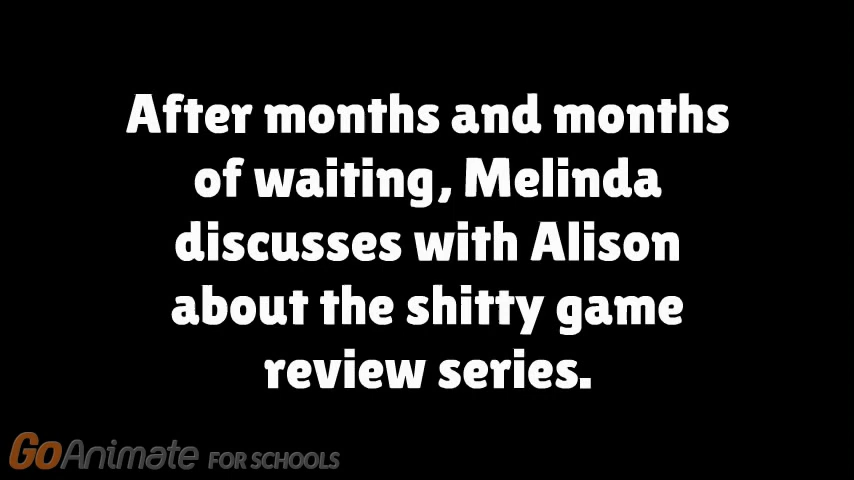 After months and months
of waiting, Melinda
discusses with Alison
about the shitty game
review series.
GoAnimate FOR SCHOOLS